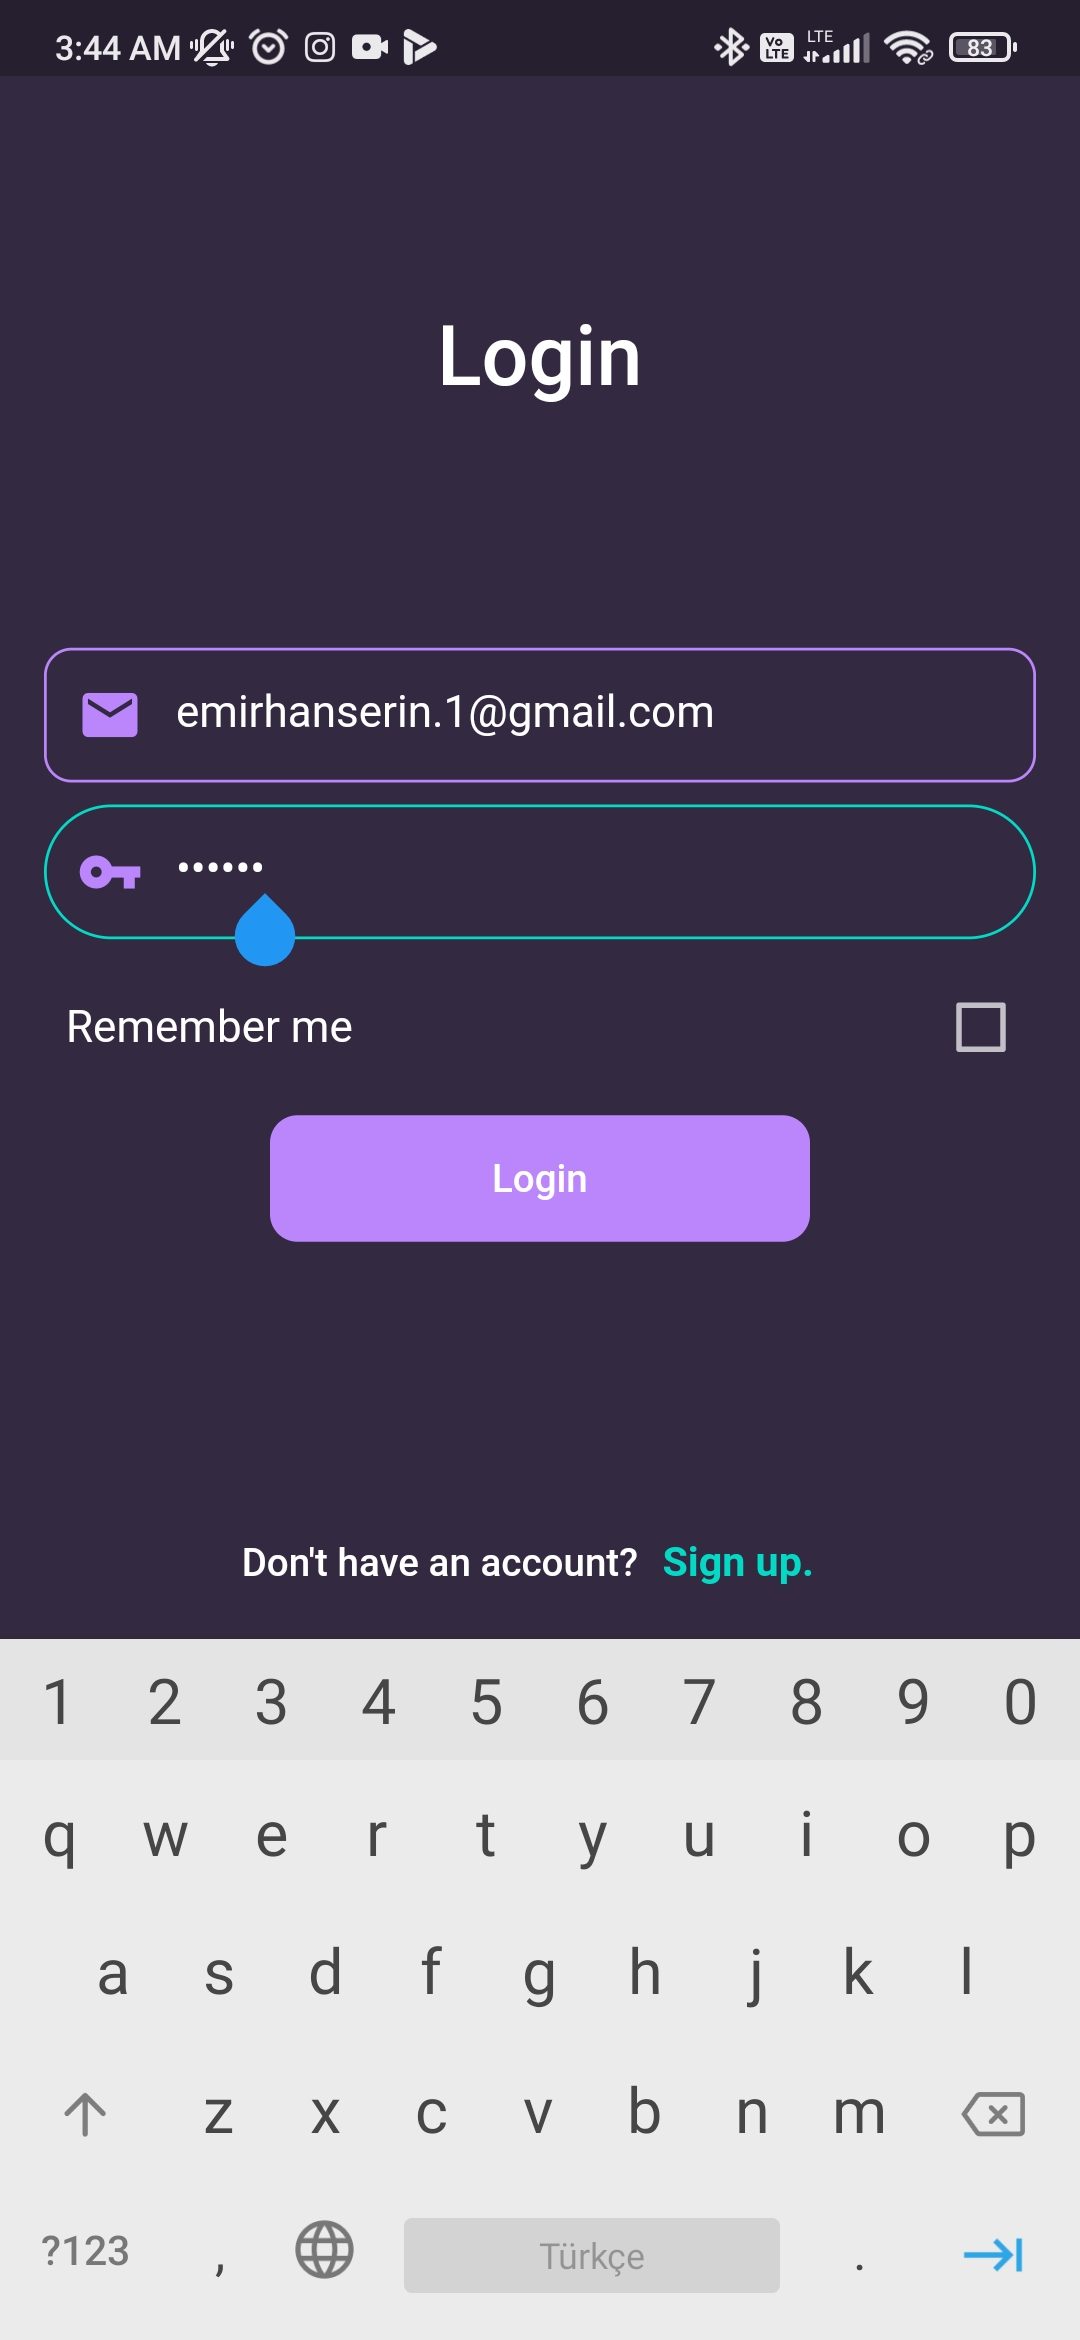 3:44 AM Vo LTE LTE 83
Login
emirhanserin.1@gmail.com
••••••
Remember me
Login
Don't have an account? Sign up.
1 2 3 4 5 6 7 8 9 0
q w e r t y u i o p
a s d f g h j k l
z x c v b n m
?123 , Türkçe .